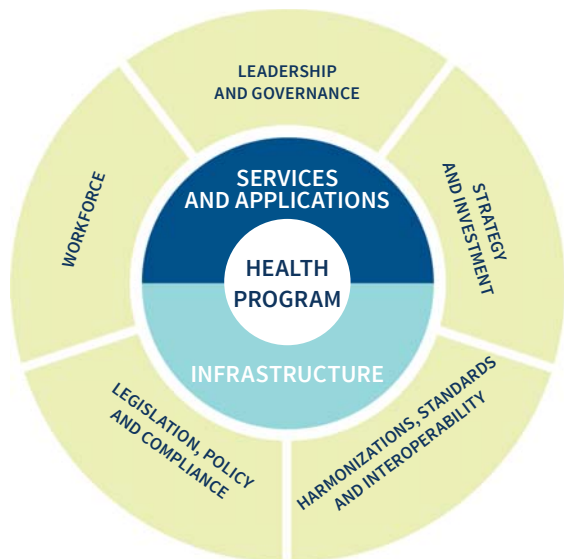 LEADERSHIP
AND GOVERNANCE
STRATEGY
AND INVESTMENT
HARMONIZATIONS, STANDARDS
AND INTEROPERABILITY
LEGISLATION, POLICY
AND COMPLIANCE
WORKFORCE
SERVICES
AND APPLICATIONS
HEALTH
PROGRAM
INFRASTRUCTURE